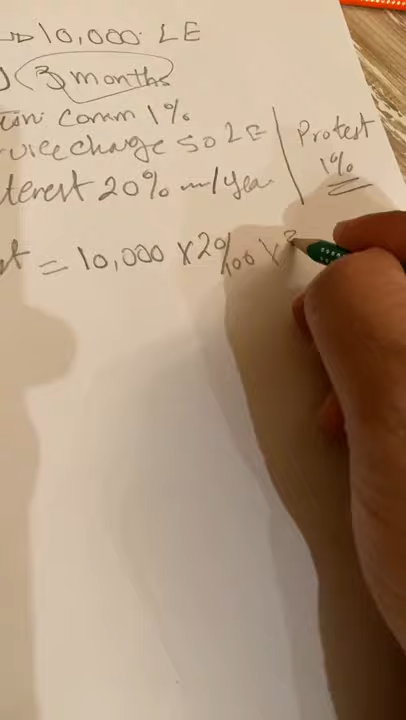 10,000 LE
3 months
Comm 1%
charge 50 LE
20% /year
Protest
1%
= 10,000 x 20/100 x 3